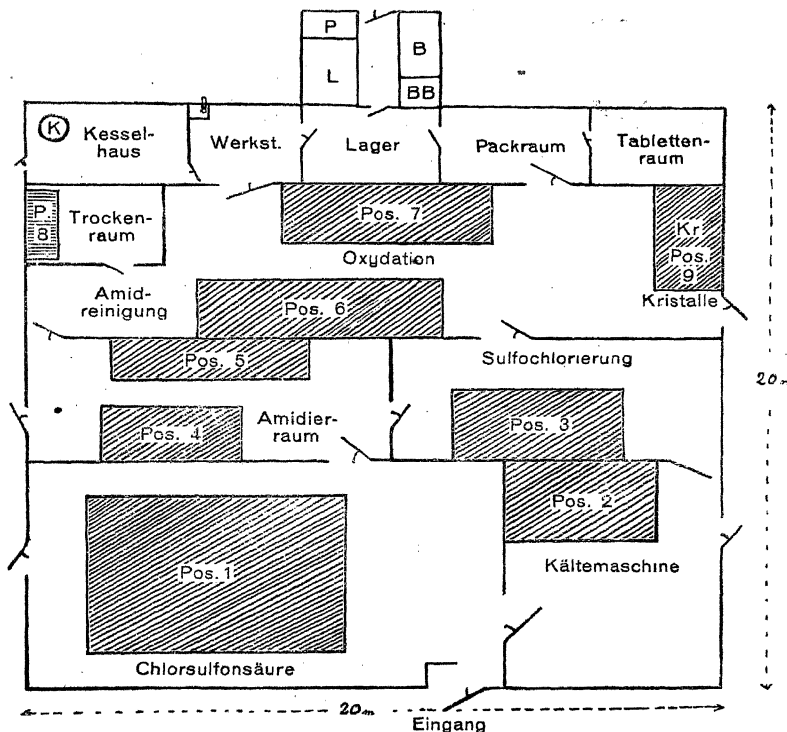 P
B
L
BB
K
Kessel-
haus
Werkst.
Lager
Packraum
Tabletten-
raum
P.
8
Trocken-
raum
Pos. 7
Kr
Pos.
9
Oxydation
Amid-
reinigung
Pos. 6
Kristalle
Pos. 5
Sulfochlorierung
20m
Pos. 4
Amidier-
raum
Pos. 3
Pos. 2
Pos. 1
Kältemaschine
Chlorsulfonsäure
20m
Eingang